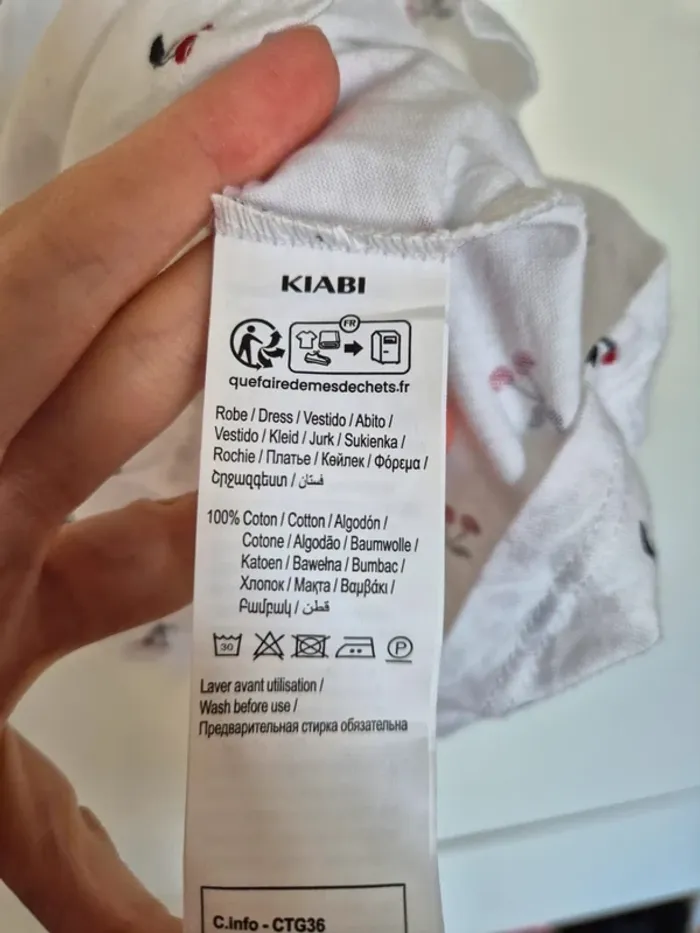 KIABI
FR
quefairedemesdechets.fr
Robe / Dress / Vestido / Abito /
Vestido / Kleid / Jurk / Sukienka /
Rochie / Платье / Көйлек / Φόρεμα /
Շրջազգեստ / فستان
100% Coton / Cotton / Algodón /
Cotone / Algodão / Baumwolle /
Katoen / Bawełna / Bumbac /
Хлопок / Мақта / Βαμβάκι /
Բամբակ / قطن
30
P
Laver avant utilisation /
Wash before use /
Предварительная стирка обязательна
C.info - CTG36